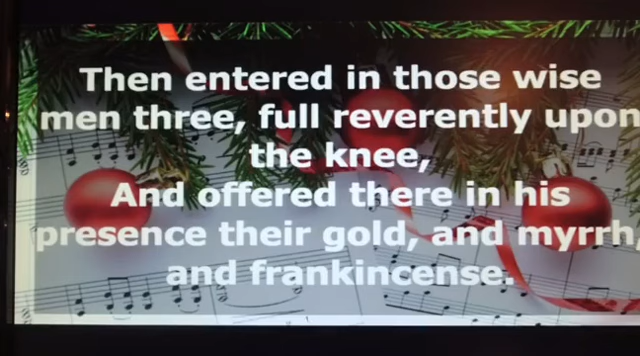 Then entered in those wise
men three, full reverently upon
the knee,
And offered there in his
presence their gold, and myrrh,
and frankincense.